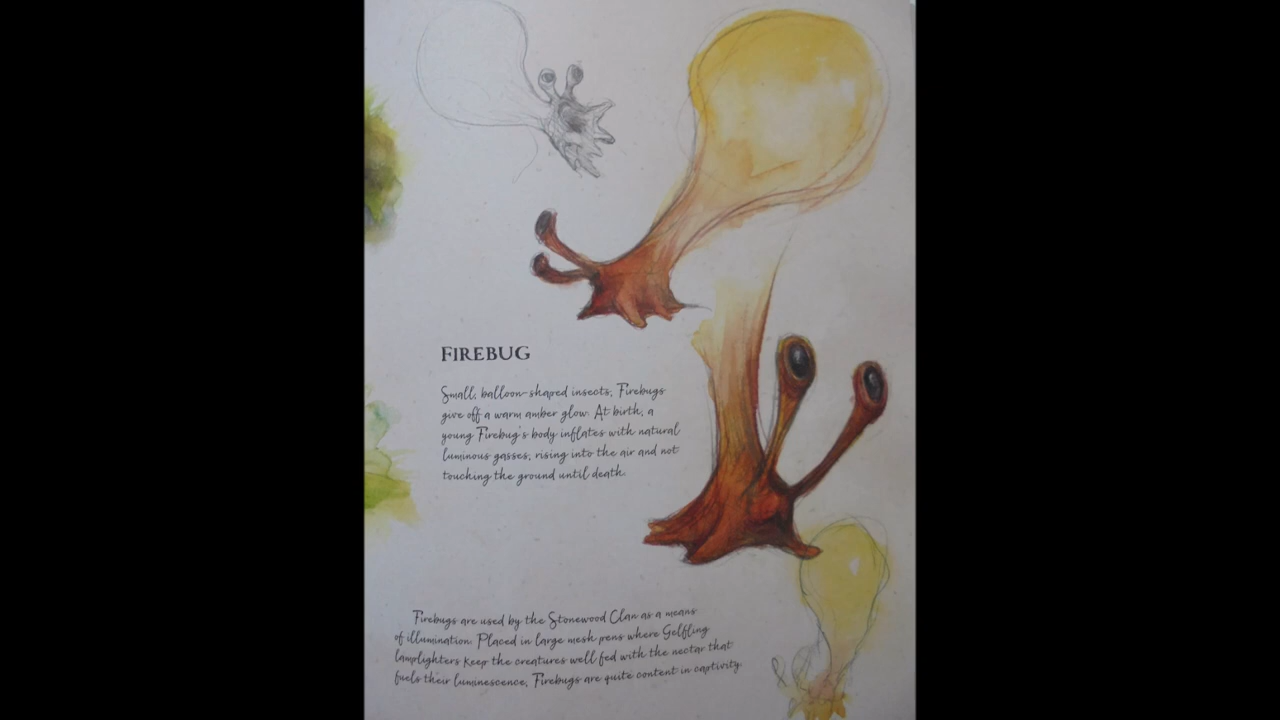 FIREBUG
Small, balloon-shaped insects, Firebugs
give off a warm amber glow. At birth, a
young Firebug's body inflates with natural
luminous gasses, rising into the air and not
touching the ground until death.
Firebugs are used by the Stonewood Clan as a means
of illumination. Placed in large mesh pens where Gelfling
lamplighters keep the creatures well fed with the nectar that
fuels their luminescence, Firebugs are quite content in captivity.